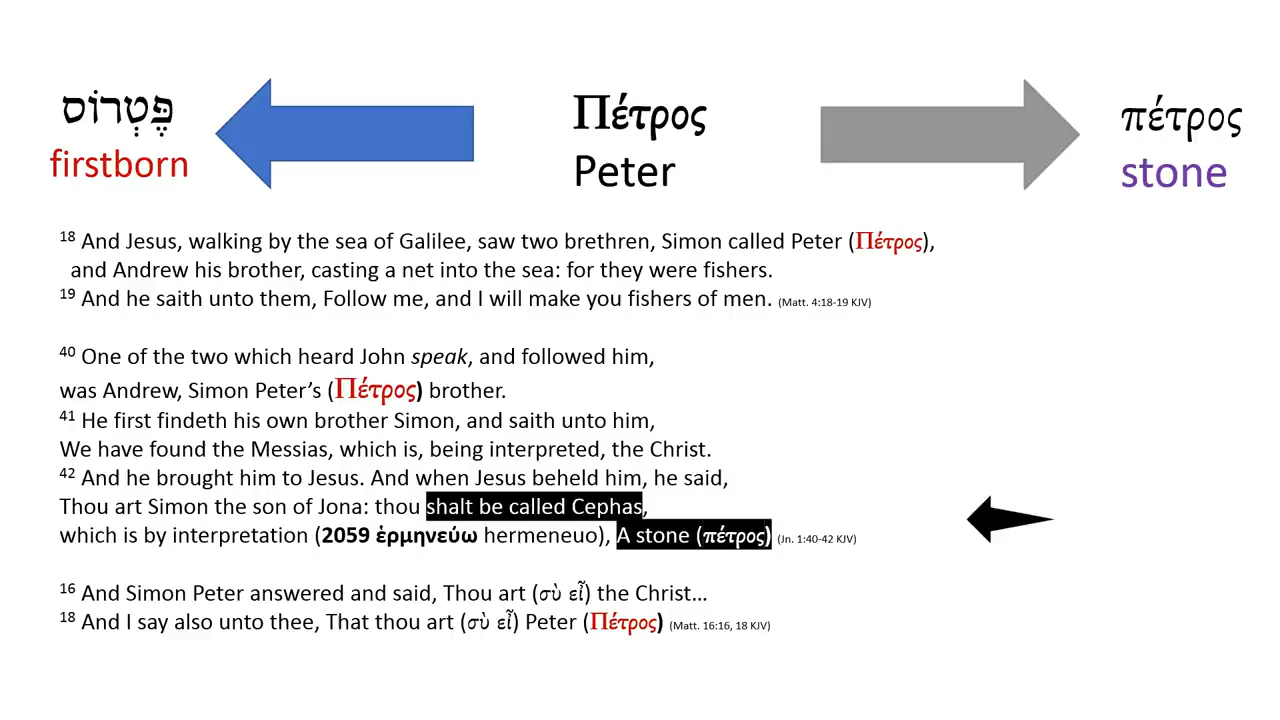 פֶּטְרוֹס
firstborn
Πέτρος
Peter
πέτρος
stone
18 And Jesus, walking by the sea of Galilee, saw two brethren, Simon called Peter (Πέτρος),
and Andrew his brother, casting a net into the sea: for they were fishers.
19 And he saith unto them, Follow me, and I will make you fishers of men. (Matt. 4:18-19 KJV)
40 One of the two which heard John speak, and followed him,
was Andrew, Simon Peter’s (Πέτρος) brother.
41 He first findeth his own brother Simon, and saith unto him,
We have found the Messias, which is, being interpreted, the Christ.
42 And he brought him to Jesus. And when Jesus beheld him, he said,
Thou art Simon the son of Jona: thou shalt be called Cephas,
which is by interpretation (2059 ἑρμηνεύω hermeneuo), A stone (πέτρος) (Jn. 1:40-42 KJV)
16 And Simon Peter answered and said, Thou art (σὺ εἶ) the Christ…
18 And I say also unto thee, That thou art (σὺ εἶ) Peter (Πέτρος) (Matt. 16:16, 18 KJV)